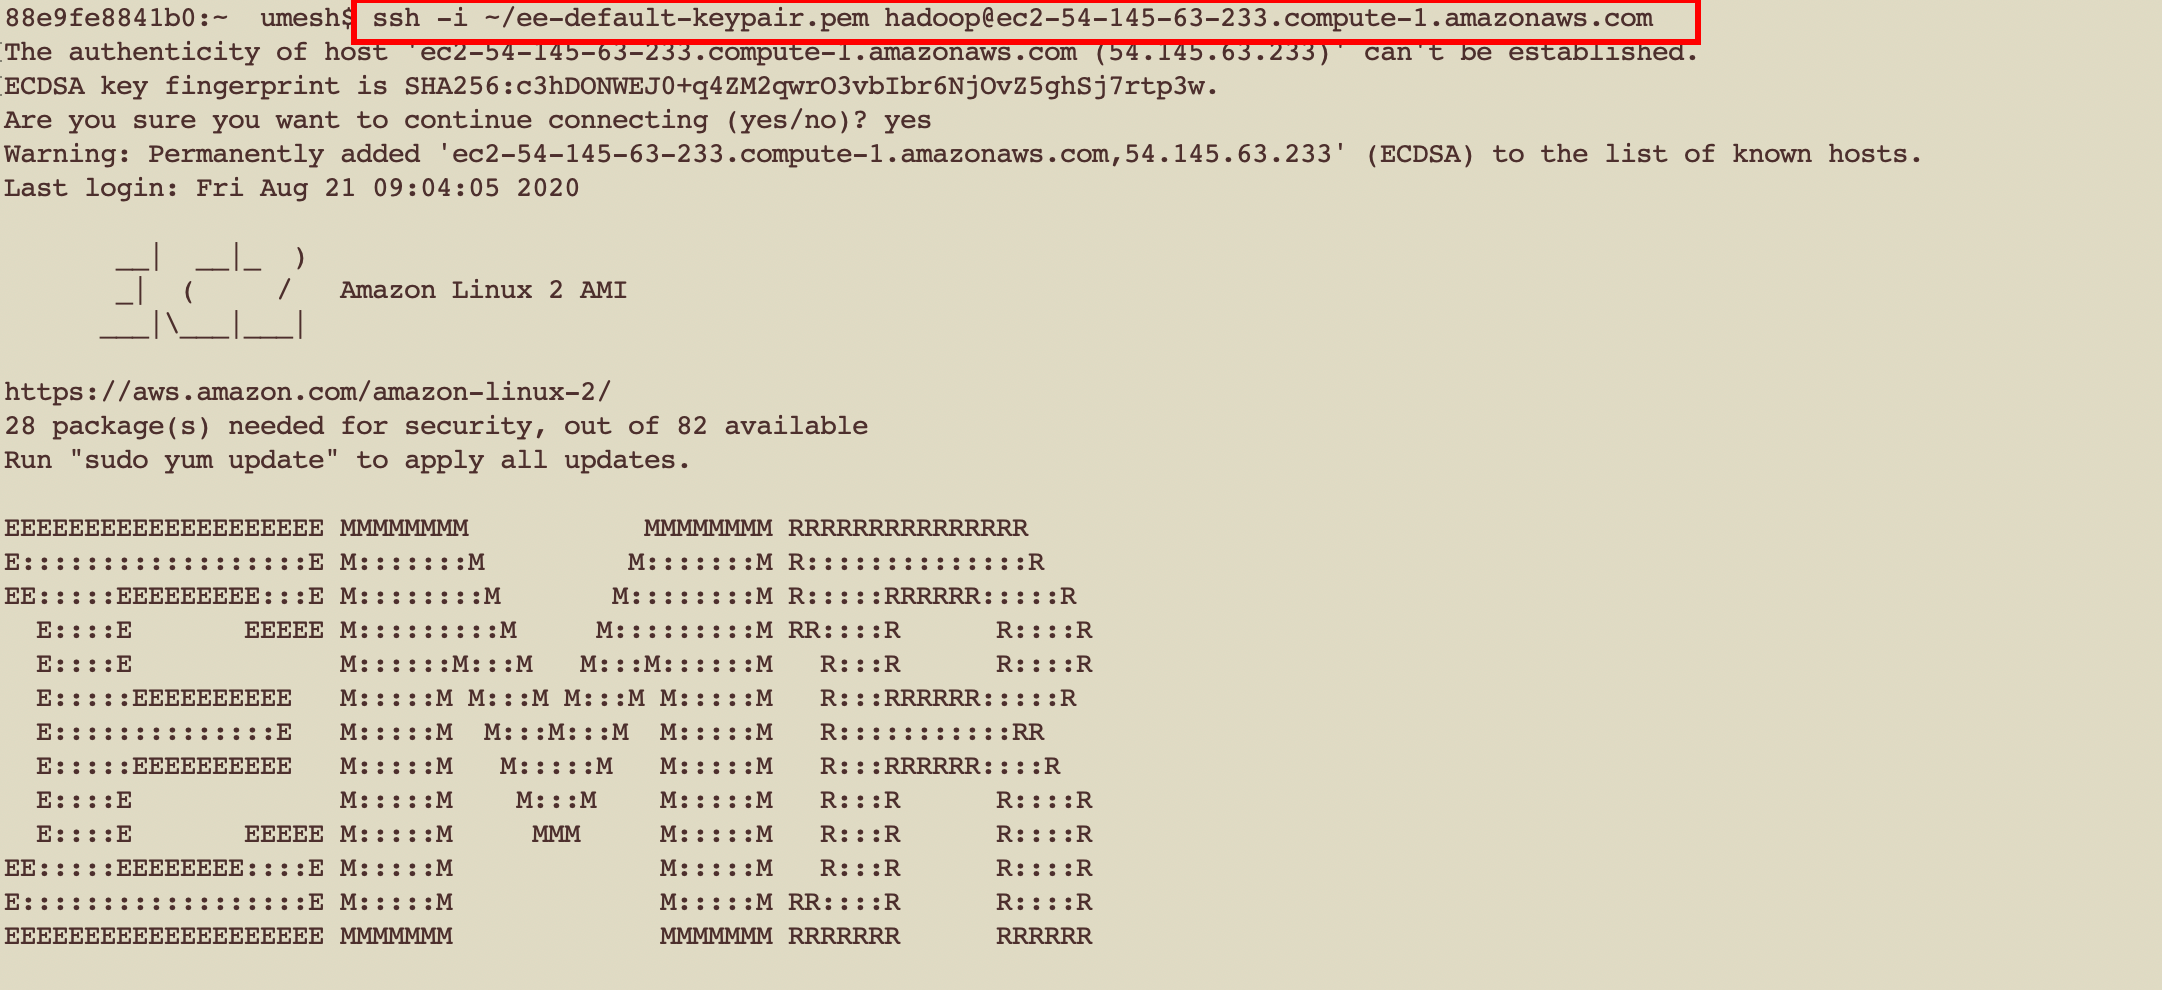 88e9fe8841b0:~  umesh$ ssh -i ~/ee-default-keypair.pem hadoop@ec2-54-145-63-233.compute-1.amazonaws.com
The authenticity of host 'ec2-54-145-63-233.compute-1.amazonaws.com (54.145.63.233)' can't be established.
ECDSA key fingerprint is SHA256:c3hDONWEJ0+q4ZM2qwrO3vbIbr6NjOvZ5ghSj7rtp3w.
Are you sure you want to continue connecting (yes/no)? yes
Warning: Permanently added 'ec2-54-145-63-233.compute-1.amazonaws.com,54.145.63.233' (ECDSA) to the list of known hosts.
Last login: Fri Aug 21 09:04:05 2020

       __|  __|_  )
       _|  (     /   Amazon Linux 2 AMI
      ___|\___|___|

https://aws.amazon.com/amazon-linux-2/
28 package(s) needed for security, out of 82 available
Run "sudo yum update" to apply all updates.

EEEEEEEEEEEEEEEEEEEE MMMMMMMM           MMMMMMMM RRRRRRRRRRRRRRR
E::::::::::::::::::E M:::::::M         M:::::::M R::::::::::::::R
EE:::::EEEEEEEEE:::E M::::::::M       M::::::::M R:::::RRRRRR:::::R
  E::::E       EEEEE M:::::::::M     M:::::::::M RR::::R      R::::R
  E::::E             M::::::M:::M   M:::M::::::M   R:::R      R::::R
  E:::::EEEEEEEEEE   M:::::M M:::M M:::M M:::::M   R:::RRRRRR:::::R
  E::::::::::::::E   M:::::M  M:::M:::M  M:::::M   R:::::::::::RR
  E:::::EEEEEEEEEE   M:::::M   M:::::M   M:::::M   R:::RRRRRR::::R
  E::::E             M:::::M    M:::M    M:::::M   R:::R      R::::R
  E::::E       EEEEE M:::::M     MMM     M:::::M   R:::R      R::::R
EE:::::EEEEEEEE::::E M:::::M             M:::::M   R:::R      R::::R
E::::::::::::::::::E M:::::M             M:::::M RR::::R      R::::R
EEEEEEEEEEEEEEEEEEEE MMMMMMM             MMMMMMM RRRRRRR      RRRRRR